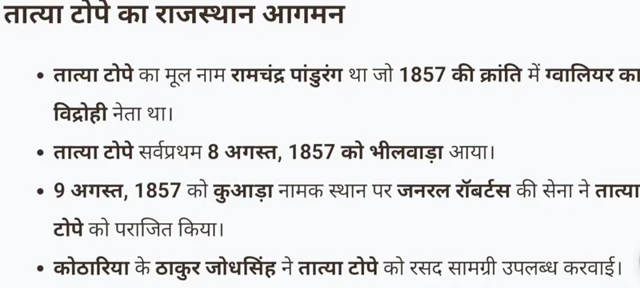 तात्या टोपे का राजस्थान आगमन
• तात्या टोपे का मूल नाम रामचंद्र पांडुरंग था जो 1857 की क्रांति में ग्वालियर का
विद्रोही नेता था।
• तात्या टोपे सर्वप्रथम 8 अगस्त, 1857 को भीलवाड़ा आया।
• 9 अगस्त, 1857 को कुआड़ा नामक स्थान पर जनरल रॉबर्टस की सेना ने तात्या
टोपे को पराजित किया।
• कोठारिया के ठाकुर जोधसिंह ने तात्या टोपे को रसद सामग्री उपलब्ध करवाई।